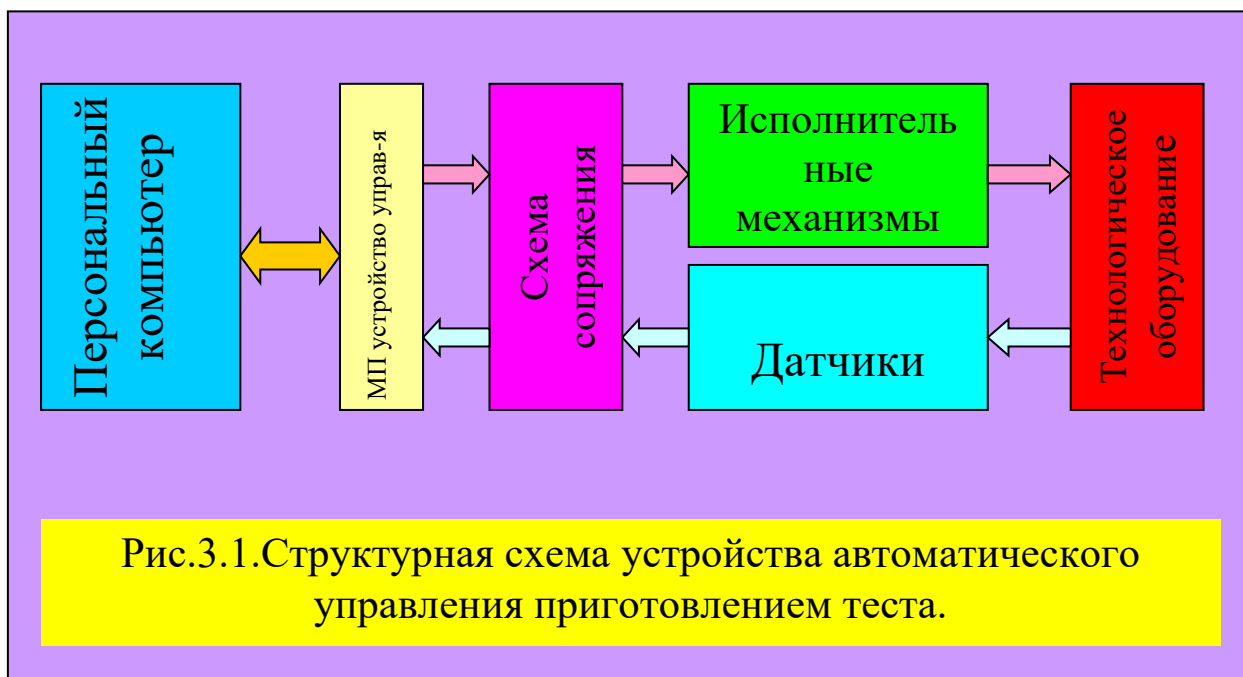 Персональный
компьютер
МП устройство управ-я
Схема
сопряжения
Исполнитель
ные
механизмы
Датчики
Технологическое
оборудование
Рис.3.1.Структурная схема устройства автоматического
управления приготовлением теста.